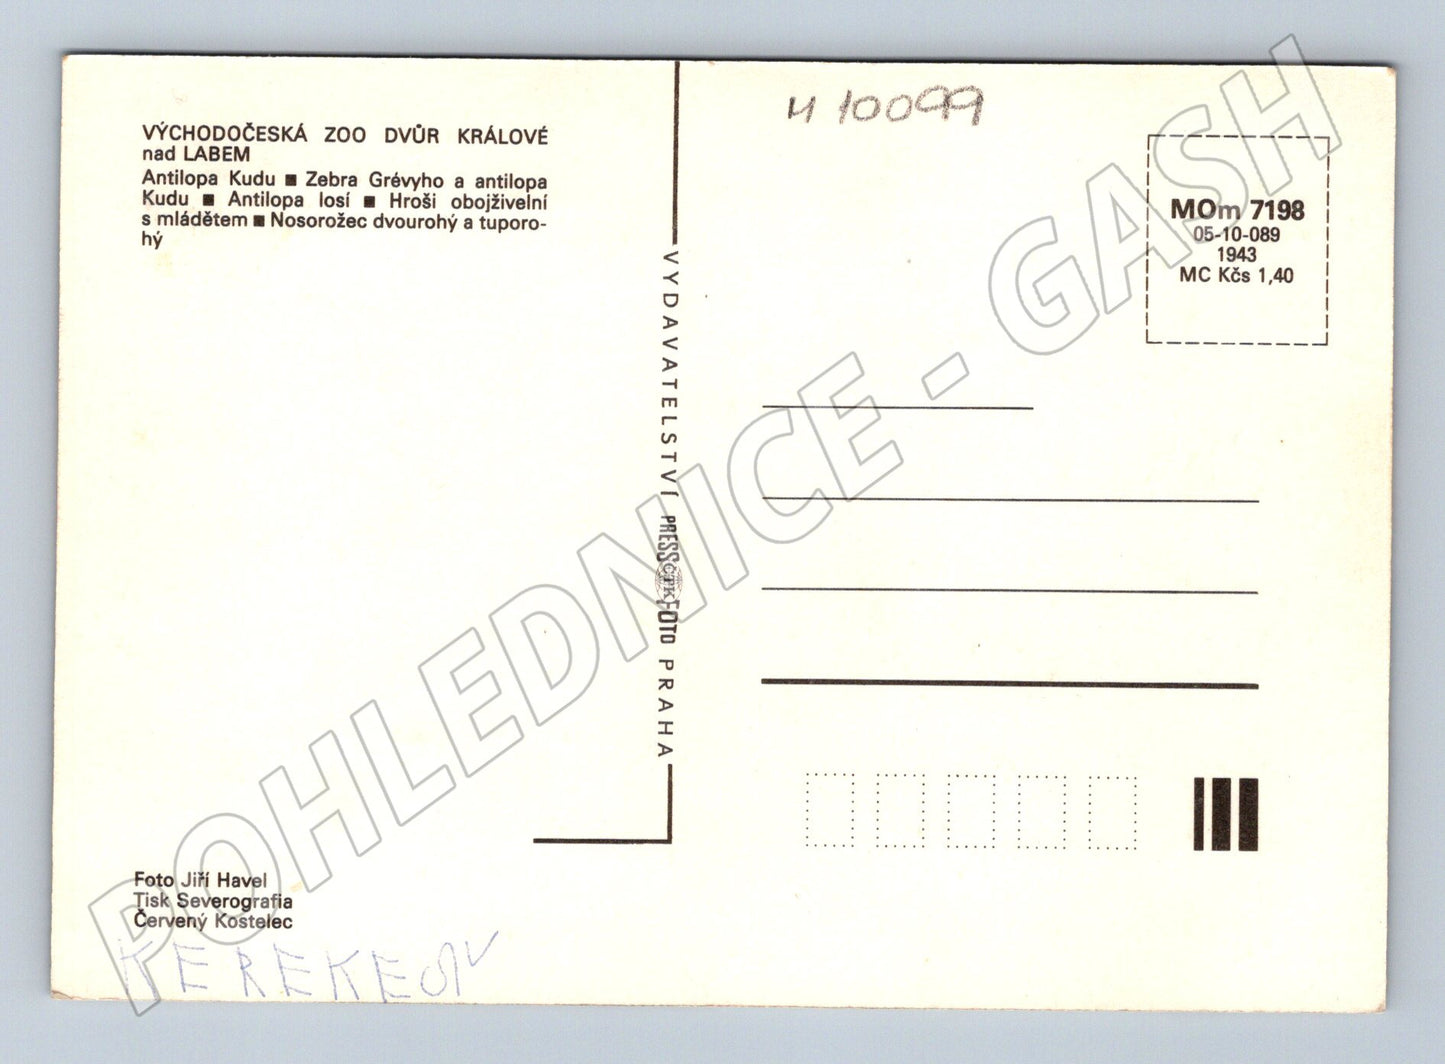 VÝCHODOČESKÁ ZOO DVŮR KRÁLOVÉ
nad LABEM
Antilopa Kudu ■ Zebra Grévyho a antilopa
Kudu ■ Antilopa losí ■ Hroši obojživelní
s mládětem ■ Nosorožec dvourohý a tuporo-
hý
Foto Jiří Havel
Tisk Severografia
Červený Kostelec
VYDAVATELSTVÍ PRESSFOTO PRAHA
ČTK
10099
MOm 7198
05-10-089
1943
MC Kčs 1,40
POHLEDNICE - GASH